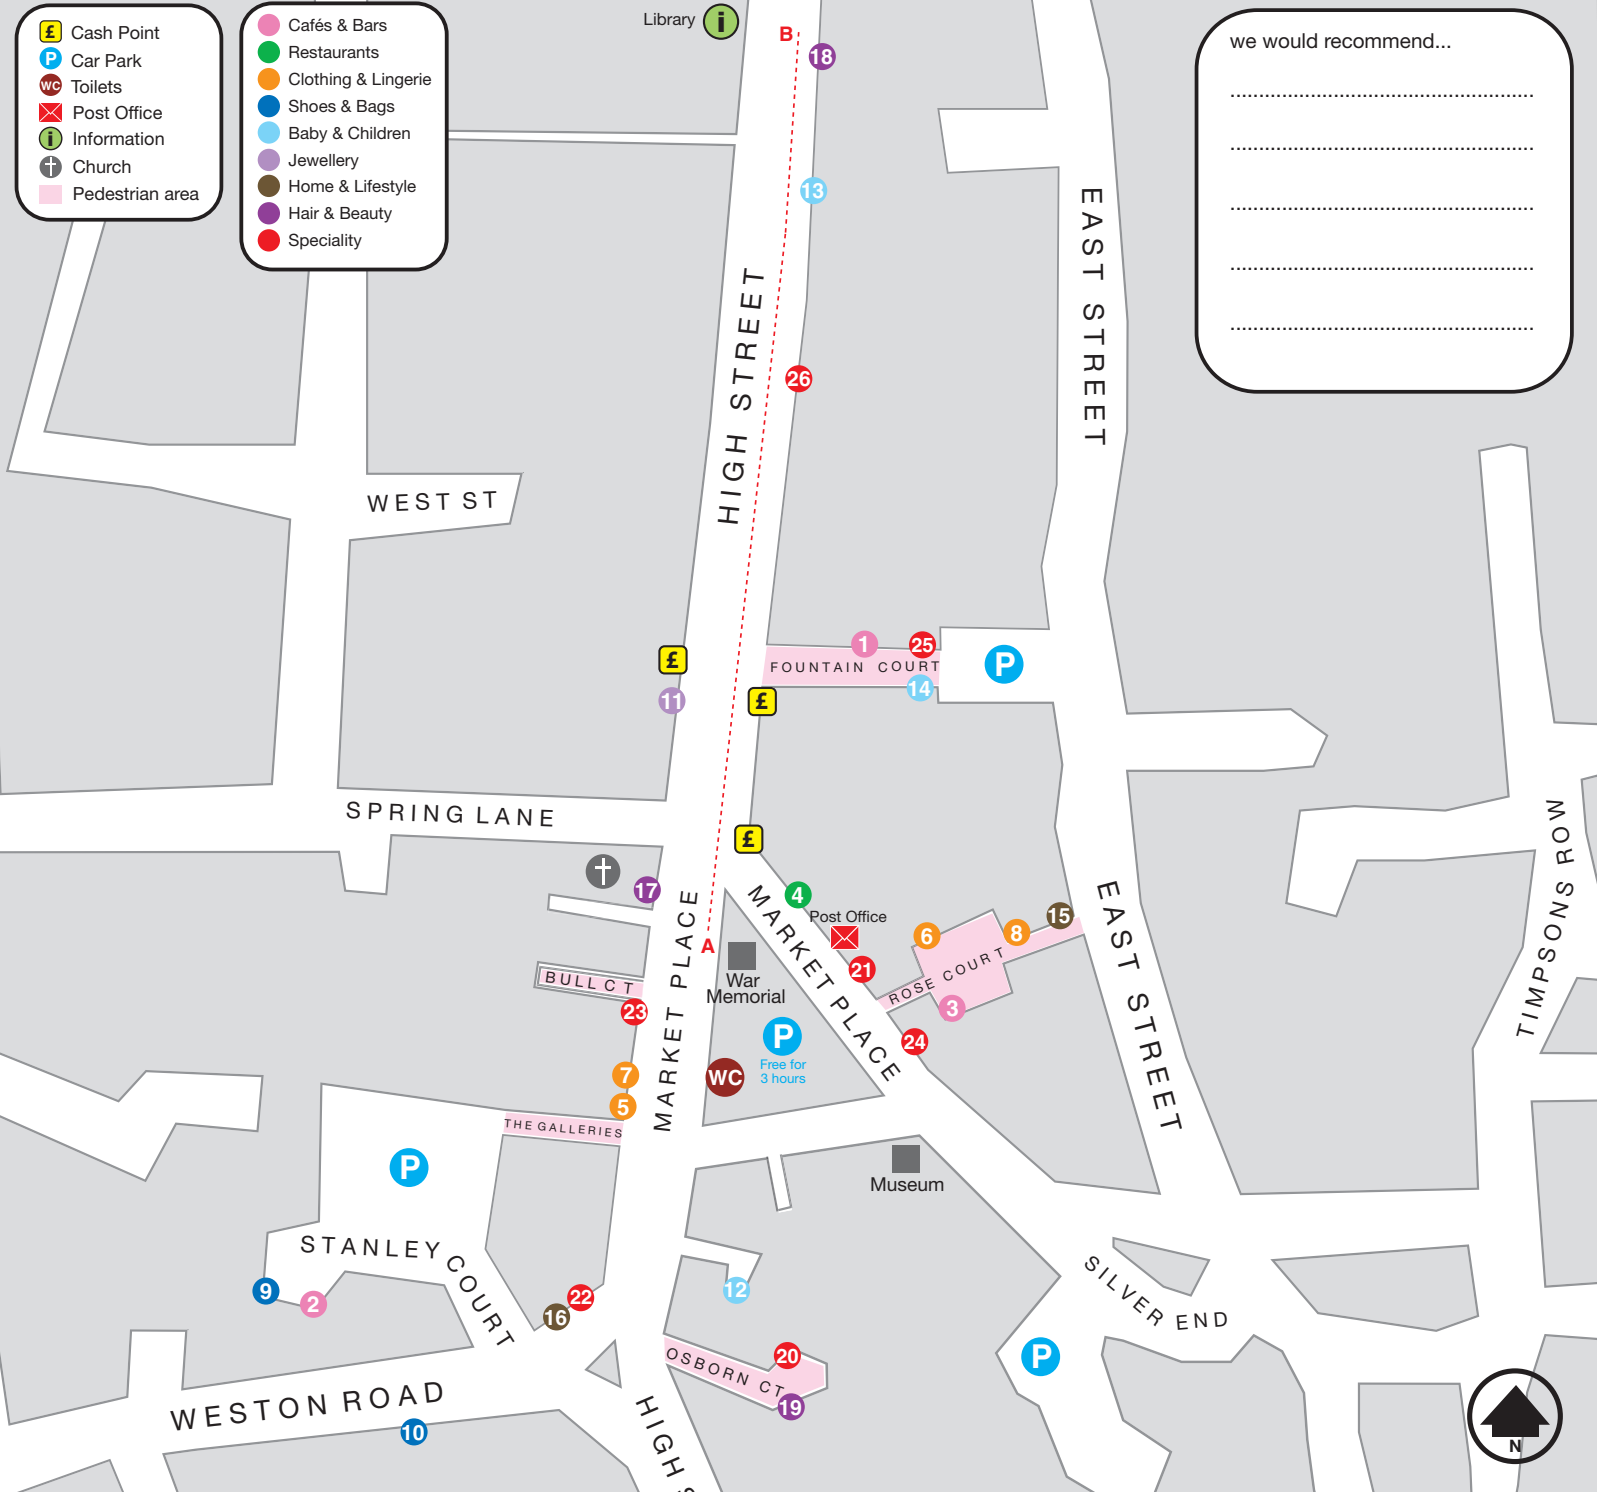 £ Cash Point
P Car Park
WC Toilets
Post Office
i Information
Church
Pedestrian area
Cafés & Bars
Restaurants
Clothing & Lingerie
Shoes & Bags
Baby & Children
Jewellery
Home & Lifestyle
Hair & Beauty
Speciality
Library i
B
18
we would recommend...
13
EAST STREET
HIGH STREET
26
WEST ST
1
25
£
FOUNTAIN COURT
P
11
£
14
SPRING LANE
£
TIMPSONS ROW
17
4
MARKET PLACE
Post Office
6
8
15
EAST STREET
A
War
Memorial
21
ROSE COURT
BULL CT
23
MARKET PLACE
3
P
Free for
3 hours
24
7
WC
5
THE GALLERIES
P
Museum
STANLEY COURT
9
2
22
16
12
SILVER END
20
OSBORN CT
P
19
WESTON ROAD
10
HIGH S
N